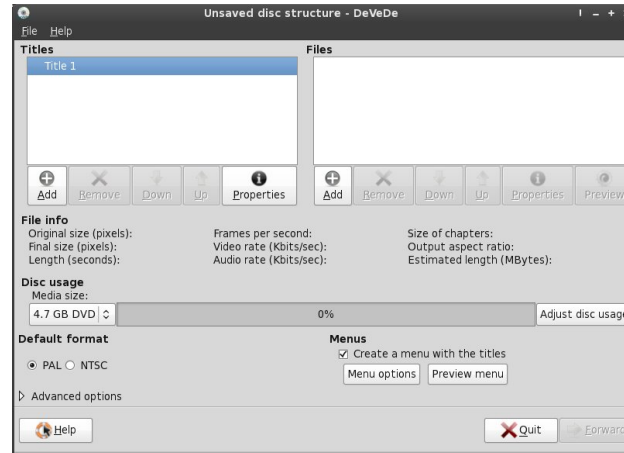 Unsaved disc structure - DeVeDe
File Help
Titles
Title 1
Add Remove Down Up Properties
Files
Add Remove Down Up Properties Preview
File info
Original size (pixels):
Final size (pixels):
Length (seconds):
Frames per second:
Video rate (Kbits/sec):
Audio rate (Kbits/sec):
Size of chapters:
Output aspect ratio:
Estimated length (MBytes):
Disc usage
Media size:
4.7 GB DVD 0% Adjust disc usage
Default format
PAL NTSC
Menus
Create a menu with the titles
Menu options Preview menu
Advanced options
Help Quit Forward